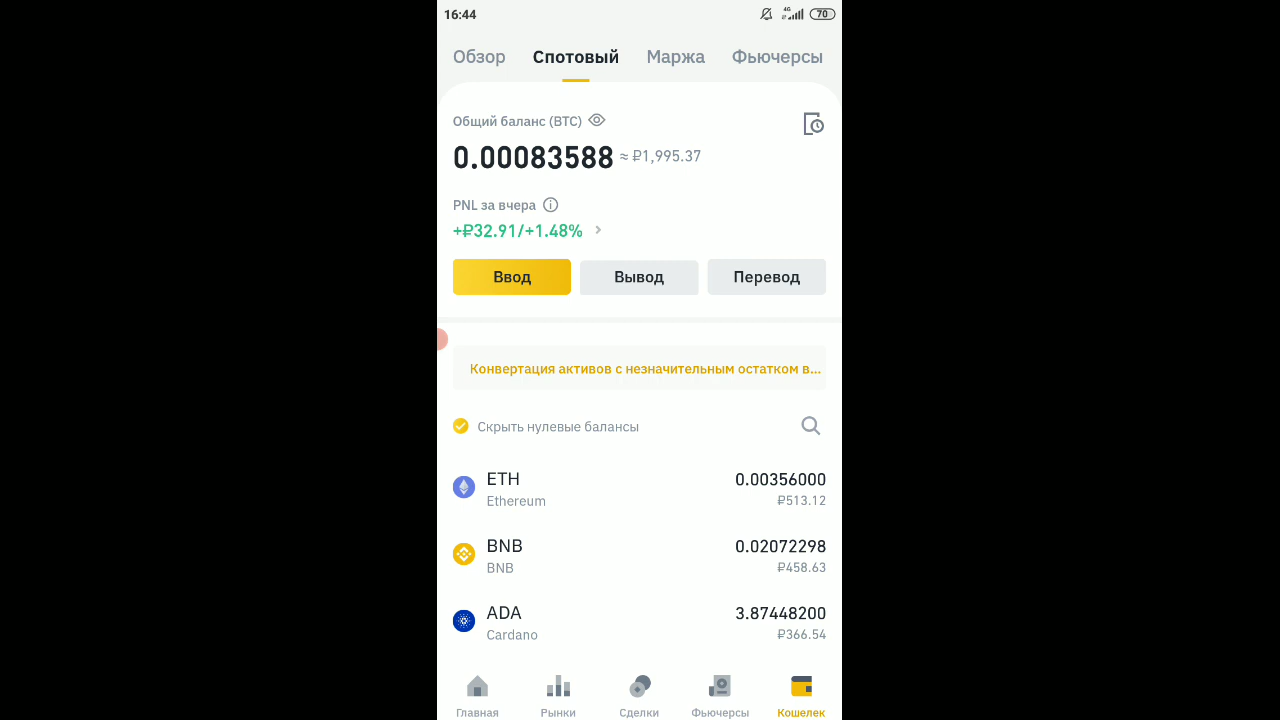 16:44 4G 70
Обзор Спотовый Маржа Фьючерсы
Общий баланс (BTC)
0.00083588 ≈ ₽1,995.37
PNL за вчера
+₽32.91/+1.48%
Ввод Вывод Перевод
Конвертация активов с незначительным остатком в...
Скрыть нулевые балансы
ETH 0.00356000
Ethereum ₽513.12
BNB 0.02072298
BNB ₽458.63
ADA 3.87448200
Cardano ₽366.54
Главная Рынки Сделки Фьючерсы Кошелек